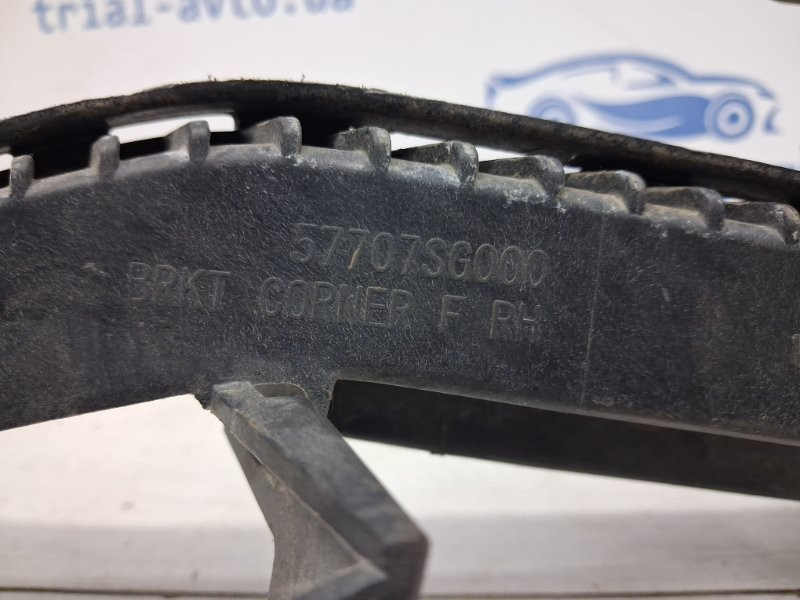 trial-avto.ua
57707SG000
BRKT CORNER F RH